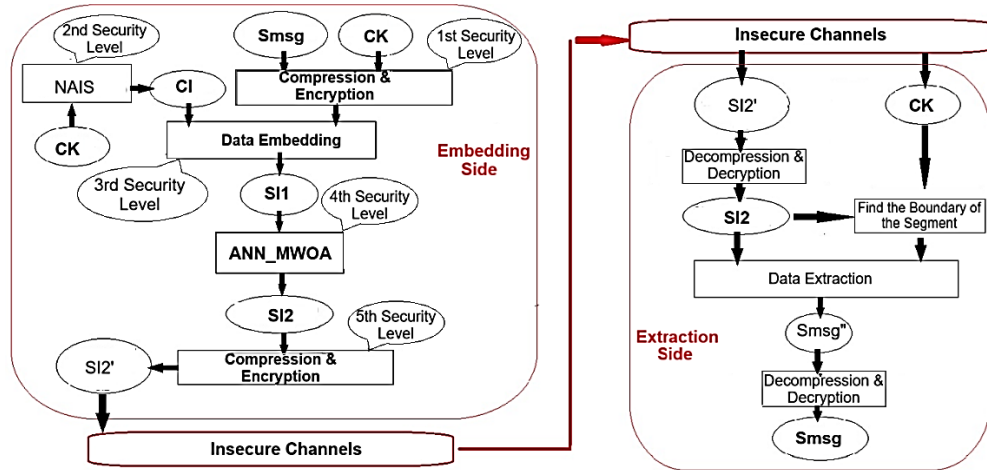 2nd Security
Level
Smsg
CK
1st Security
Level
NAIS
CI
Compression &
Encryption
CK
Data Embedding
Embedding
Side
3rd Security
Level
SI1
4th Security
Level
ANN_MWOA
SI2
5th Security
Level
SI2'
Compression &
Encryption
Insecure Channels
Insecure Channels
SI2'
CK
Decompression &
Decryption
SI2
Find the Boundary of
the Segment
Data Extraction
Smsg"
Extraction
Side
Decompression &
Decryption
Smsg